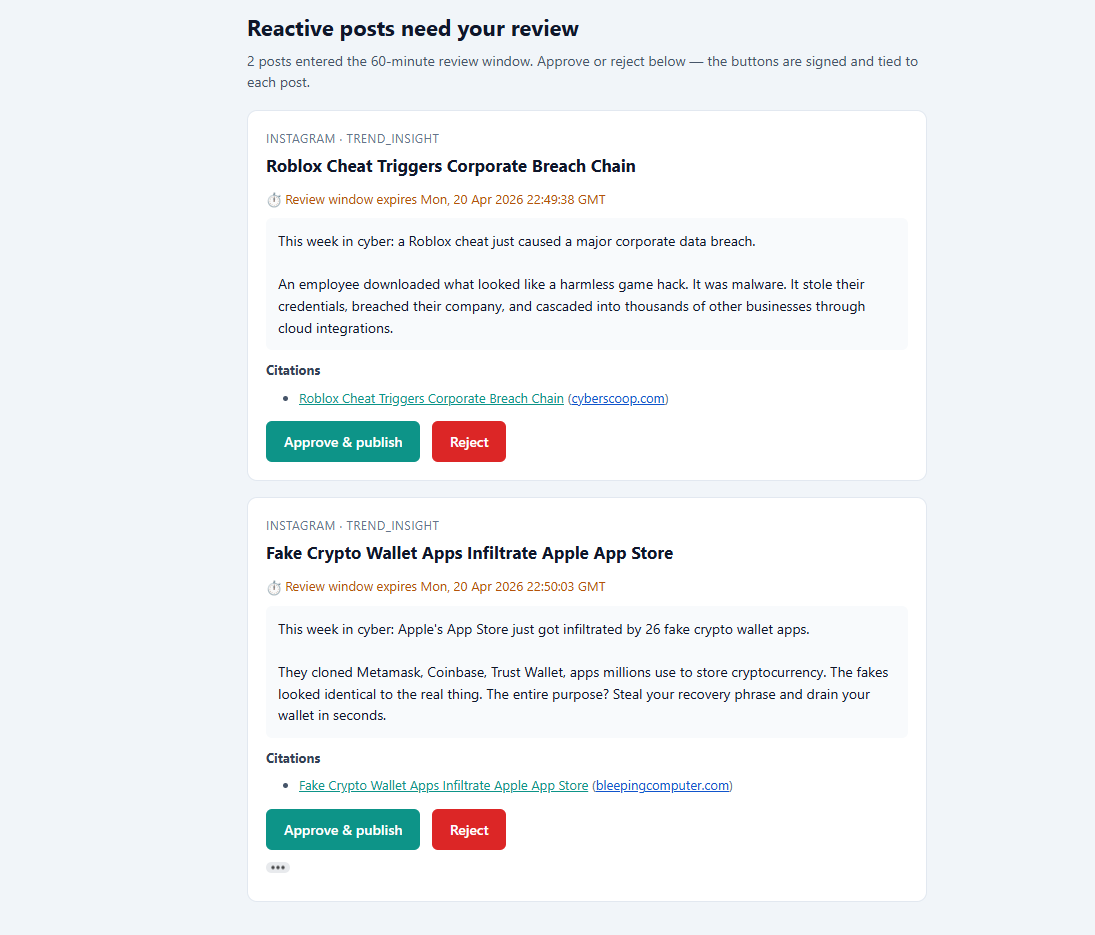 Reactive posts need your review
2 posts entered the 60-minute review window. Approve or reject below — the buttons are signed and tied to
each post.
INSTAGRAM · TREND_INSIGHT
Roblox Cheat Triggers Corporate Breach Chain
⏱️ Review window expires Mon, 20 Apr 2026 22:49:38 GMT
This week in cyber: a Roblox cheat just caused a major corporate data breach.
An employee downloaded what looked like a harmless game hack. It was malware. It stole their
credentials, breached their company, and cascaded into thousands of other businesses through
cloud integrations.
Citations
• Roblox Cheat Triggers Corporate Breach Chain (cyberscoop.com)
Approve & publish Reject
INSTAGRAM · TREND_INSIGHT
Fake Crypto Wallet Apps Infiltrate Apple App Store
⏱️ Review window expires Mon, 20 Apr 2026 22:50:03 GMT
This week in cyber: Apple's App Store just got infiltrated by 26 fake crypto wallet apps.
They cloned Metamask, Coinbase, Trust Wallet, apps millions use to store cryptocurrency. The fakes
looked identical to the real thing. The entire purpose? Steal your recovery phrase and drain your
wallet in seconds.
Citations
• Fake Crypto Wallet Apps Infiltrate Apple App Store (bleepingcomputer.com)
Approve & publish Reject
•••